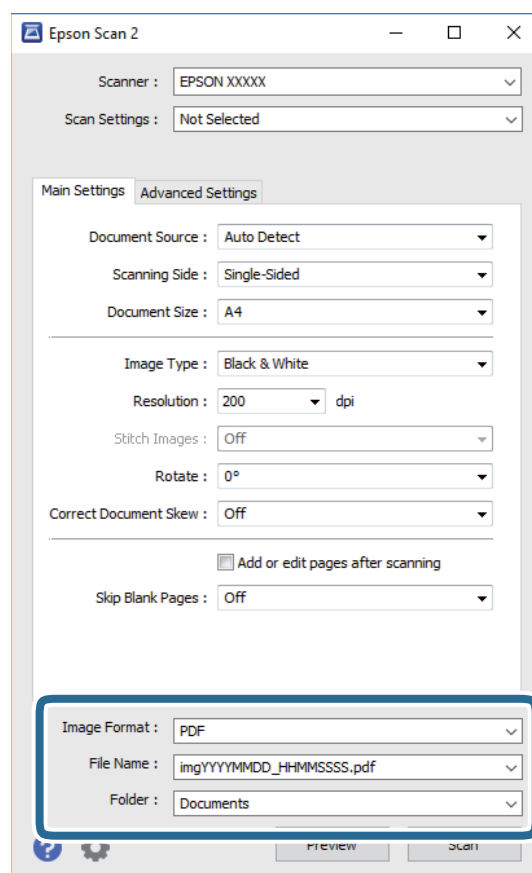 Epson Scan 2
Scanner : EPSON XXXXX
Scan Settings : Not Selected
Main Settings Advanced Settings
Document Source : Auto Detect
Scanning Side : Single-Sided
Document Size : A4
Image Type : Black & White
Resolution : 200 dpi
Stitch Images : Off
Rotate : 0°
Correct Document Skew : Off
Add or edit pages after scanning
Skip Blank Pages : Off
Image Format : PDF
File Name : imgYYYYMMDD_HHMMSSSS.pdf
Folder : Documents
? Preview Scan